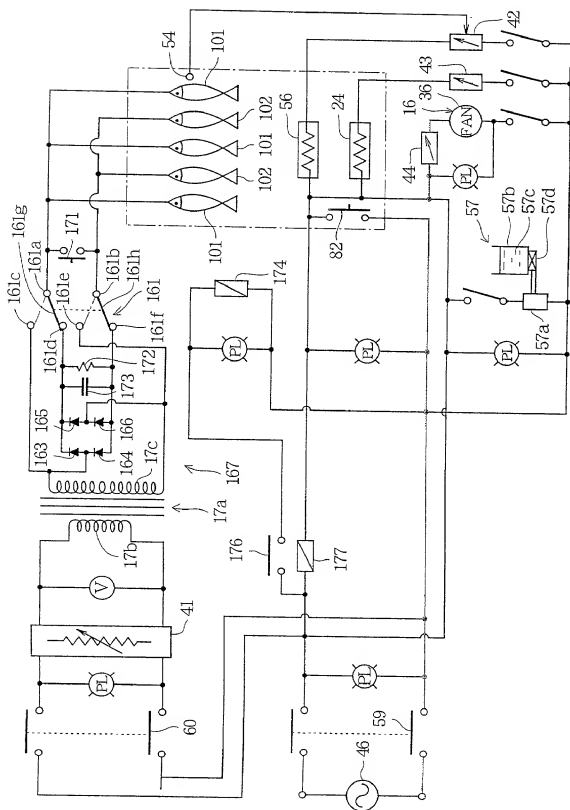 54
101
102
101
102
101
42
43
16
36
FAN
44
PL
56
24
82
57
57b
57c
57d
57a
PL
161g
161a
161c
171
161e
161b
161h
161
161d
161f
172
173
165
166
163
164
17c
167
17a
17b
174
PL
PL
176
177
V
41
PL
60
PL
59
46